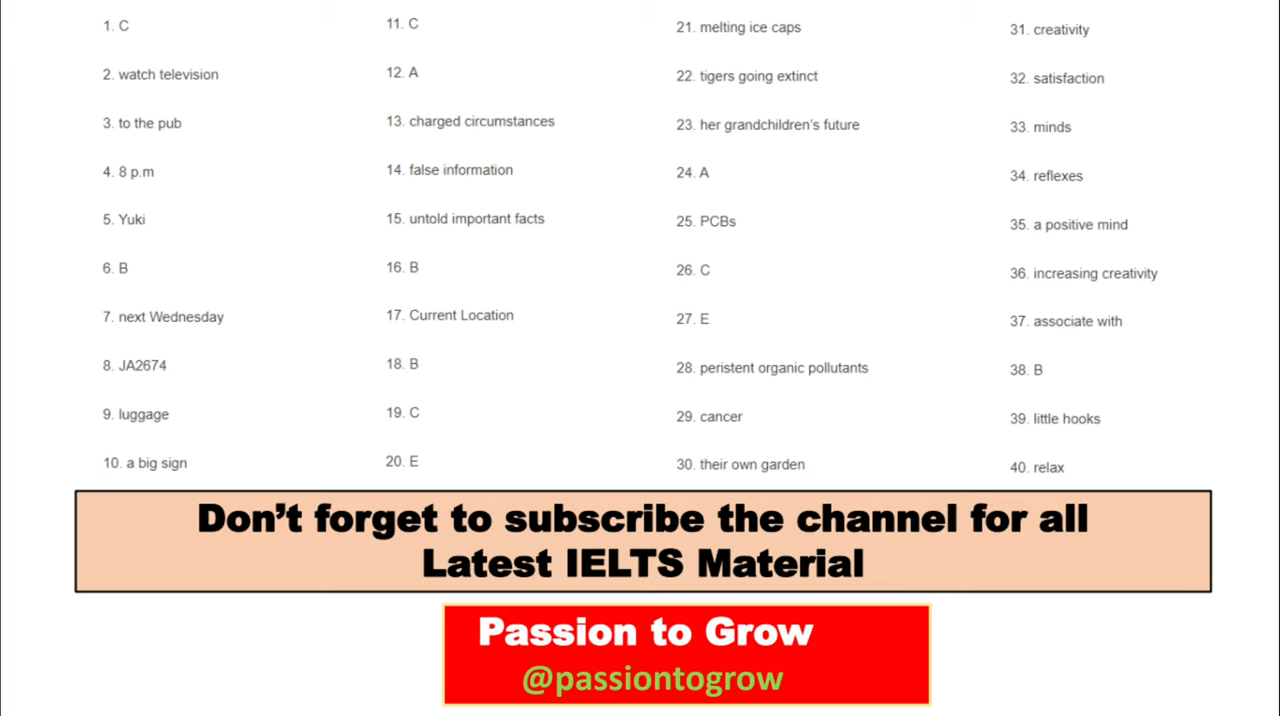 1. C
2. watch television
3. to the pub
4. 8 p.m
5. Yuki
6. B
7. next Wednesday
8. JA2674
9. luggage
10. a big sign
11. C
12. A
13. charged circumstances
14. false information
15. untold important facts
16. B
17. Current Location
18. B
19. C
20. E
21. melting ice caps
22. tigers going extinct
23. her grandchildren's future
24. A
25. PCBs
26. C
27. E
28. peristent organic pollutants
29. cancer
30. their own garden
31. creativity
32. satisfaction
33. minds
34. reflexes
35. a positive mind
36. increasing creativity
37. associate with
38. B
39. little hooks
40. relax
Don't forget to subscribe the channel for all
Latest IELTS Material
Passion to Grow
@passiontogrow